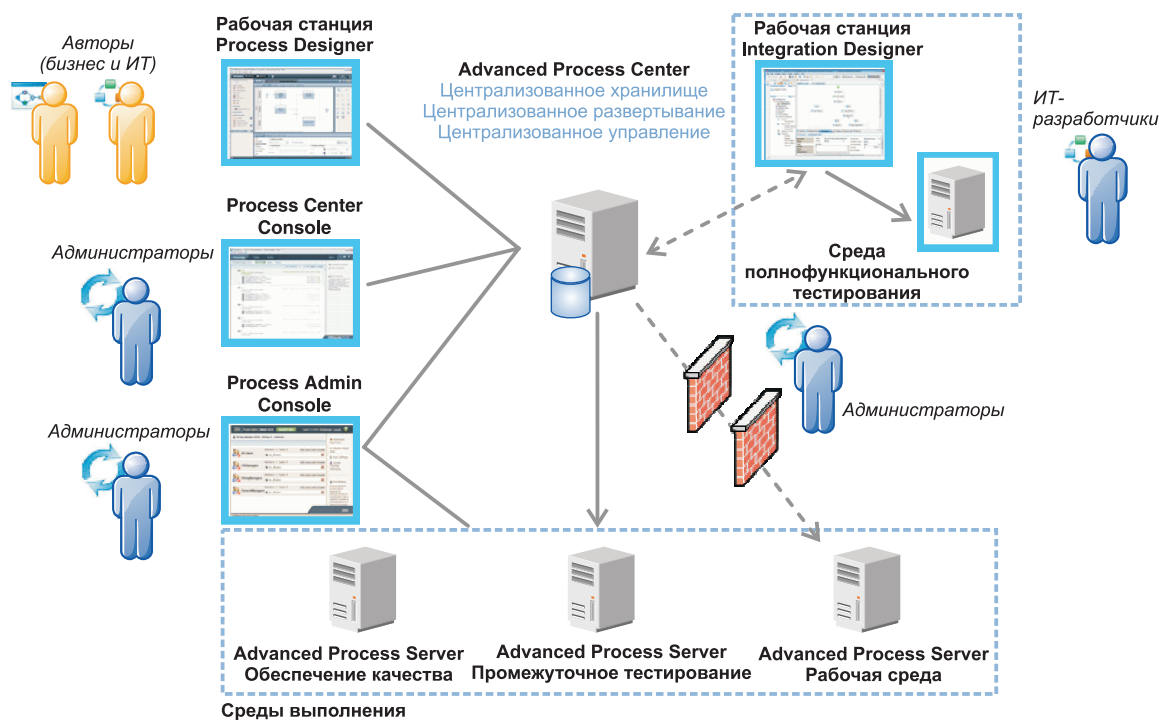 Авторы
(бизнес и ИТ)
Рабочая станция
Process Designer
Advanced Process Center
Централизованное хранилище
Централизованное развертывание
Централизованное управление
Рабочая станция
Integration Designer
ИТ-
разработчики
Process Center
Console
Администраторы
Среда
полнофункционального
тестирования
Process Admin
Console
Администраторы
Администраторы
Advanced Process Server
Обеспечение качества
Advanced Process Server
Промежуточное тестирование
Advanced Process Server
Рабочая среда
Среды выполнения